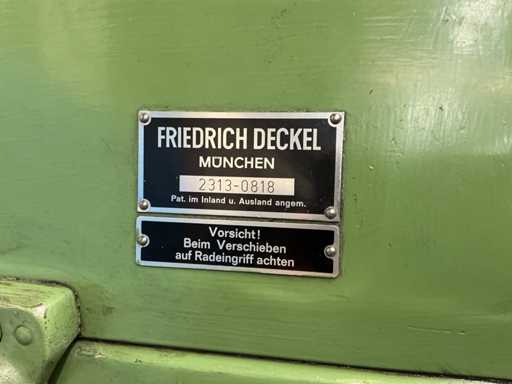 FRIEDRICH DECKEL
MÜNCHEN
2313-0818
Pat. im Inland u. Ausland angem.
Vorsicht!
Beim Verschieben
auf Radeingriff achten